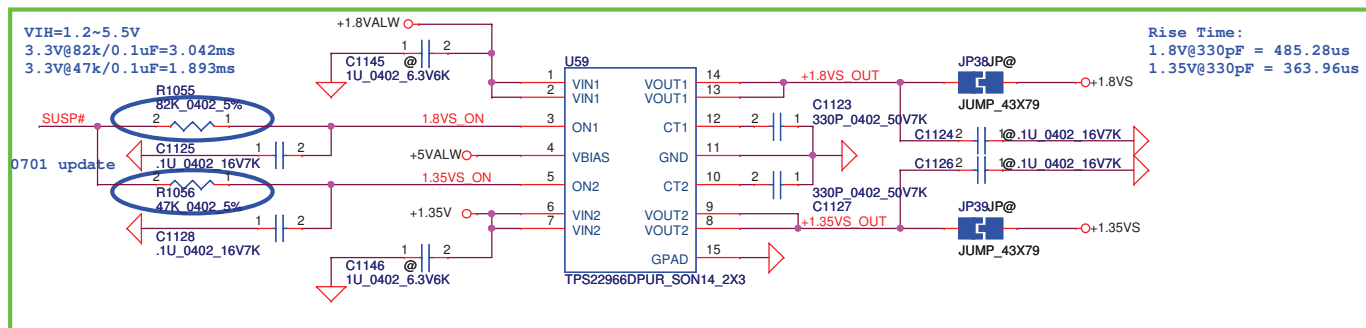 VIH=1.2~5.5V
3.3V@82k/0.1uF=3.042ms
3.3V@47k/0.1uF=1.893ms
Rise Time:
1.8V@330pF = 485.28us
1.35V@330pF = 363.96us
+1.8VALW
1 2
C1145 @
1U_0402_6.3V6K
R1055
82K_0402_5%
SUSP# 2 1 1.8VS_ON
C1125 1 2
.1U_0402_16V7K
0701 update
+5VALW
2 1 1.35VS_ON
R1056
47K_0402_5%
+1.35V
1 2
C1128
.1U_0402_16V7K
1 2
C1146 @
1U_0402_6.3V6K
U59
1 VIN1 VOUT1 14
2 VIN1 VOUT1 13
3 ON1 CT1 12
4 VBIAS GND 11
5 ON2 CT2 10
6 VIN2 VOUT2 9
7 VIN2 VOUT2 8
GPAD 15
TPS22966DPUR_SON14_2X3
+1.8VS_OUT
JP38 JP@
+1.8VS
JUMP_43X79
C1123
330P_0402_50V7K
2 1
C1124 2 1 @ .1U_0402_16V7K
C1126 2 1 @ .1U_0402_16V7K
2 1
330P_0402_50V7K
C1127
+1.35VS_OUT
JP39 JP@
+1.35VS
JUMP_43X79